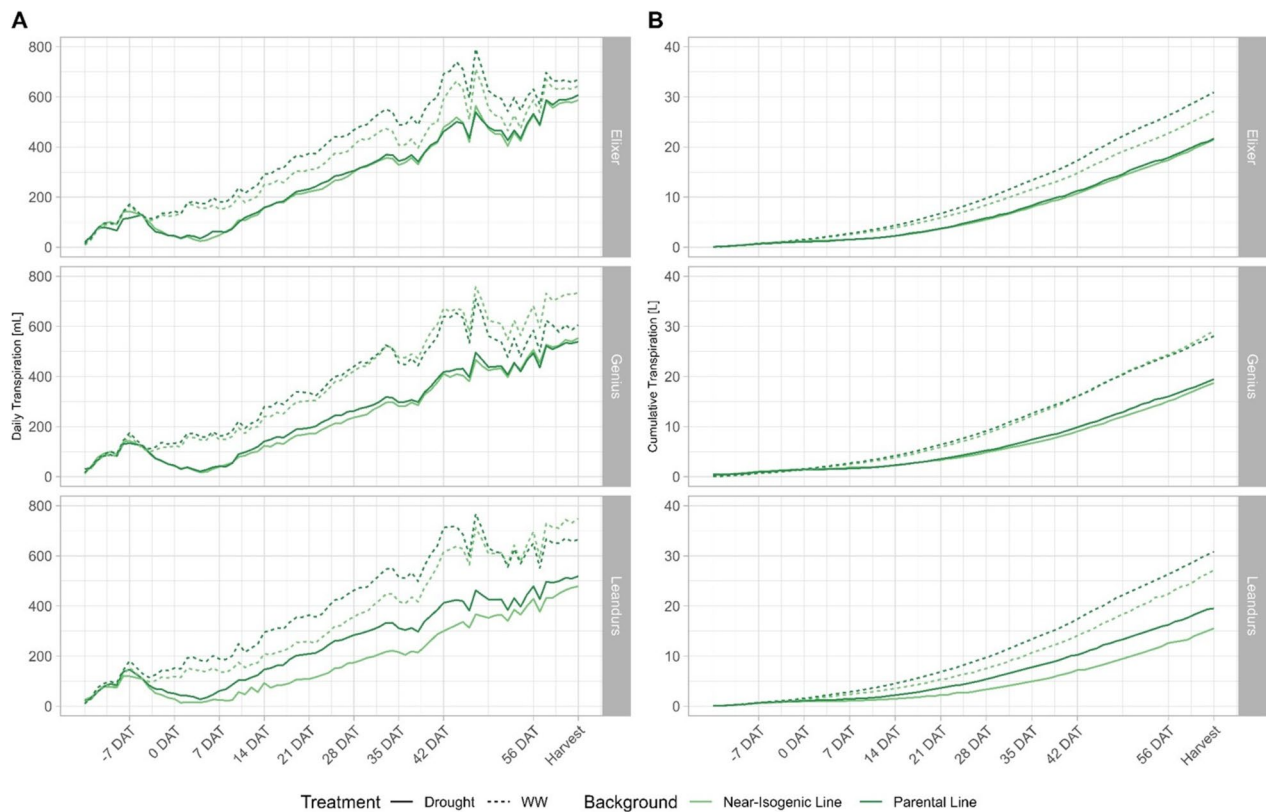 A
Daily Transpiration [mL]
800
600
400
200
0
Elixer
800
600
400
200
0
Genius
800
600
400
200
0
Leandurs
-7 DAT
0 DAT
7 DAT
14 DAT
21 DAT
28 DAT
35 DAT
42 DAT
56 DAT
Harvest
B
Cumulative Transpiration [L]
40
30
20
10
0
Elixer
40
30
20
10
0
Genius
40
30
20
10
0
Leandurs
-7 DAT
0 DAT
7 DAT
14 DAT
21 DAT
28 DAT
35 DAT
42 DAT
56 DAT
Harvest
Treatment Drought WW Background Near-Isogenic Line Parental Line